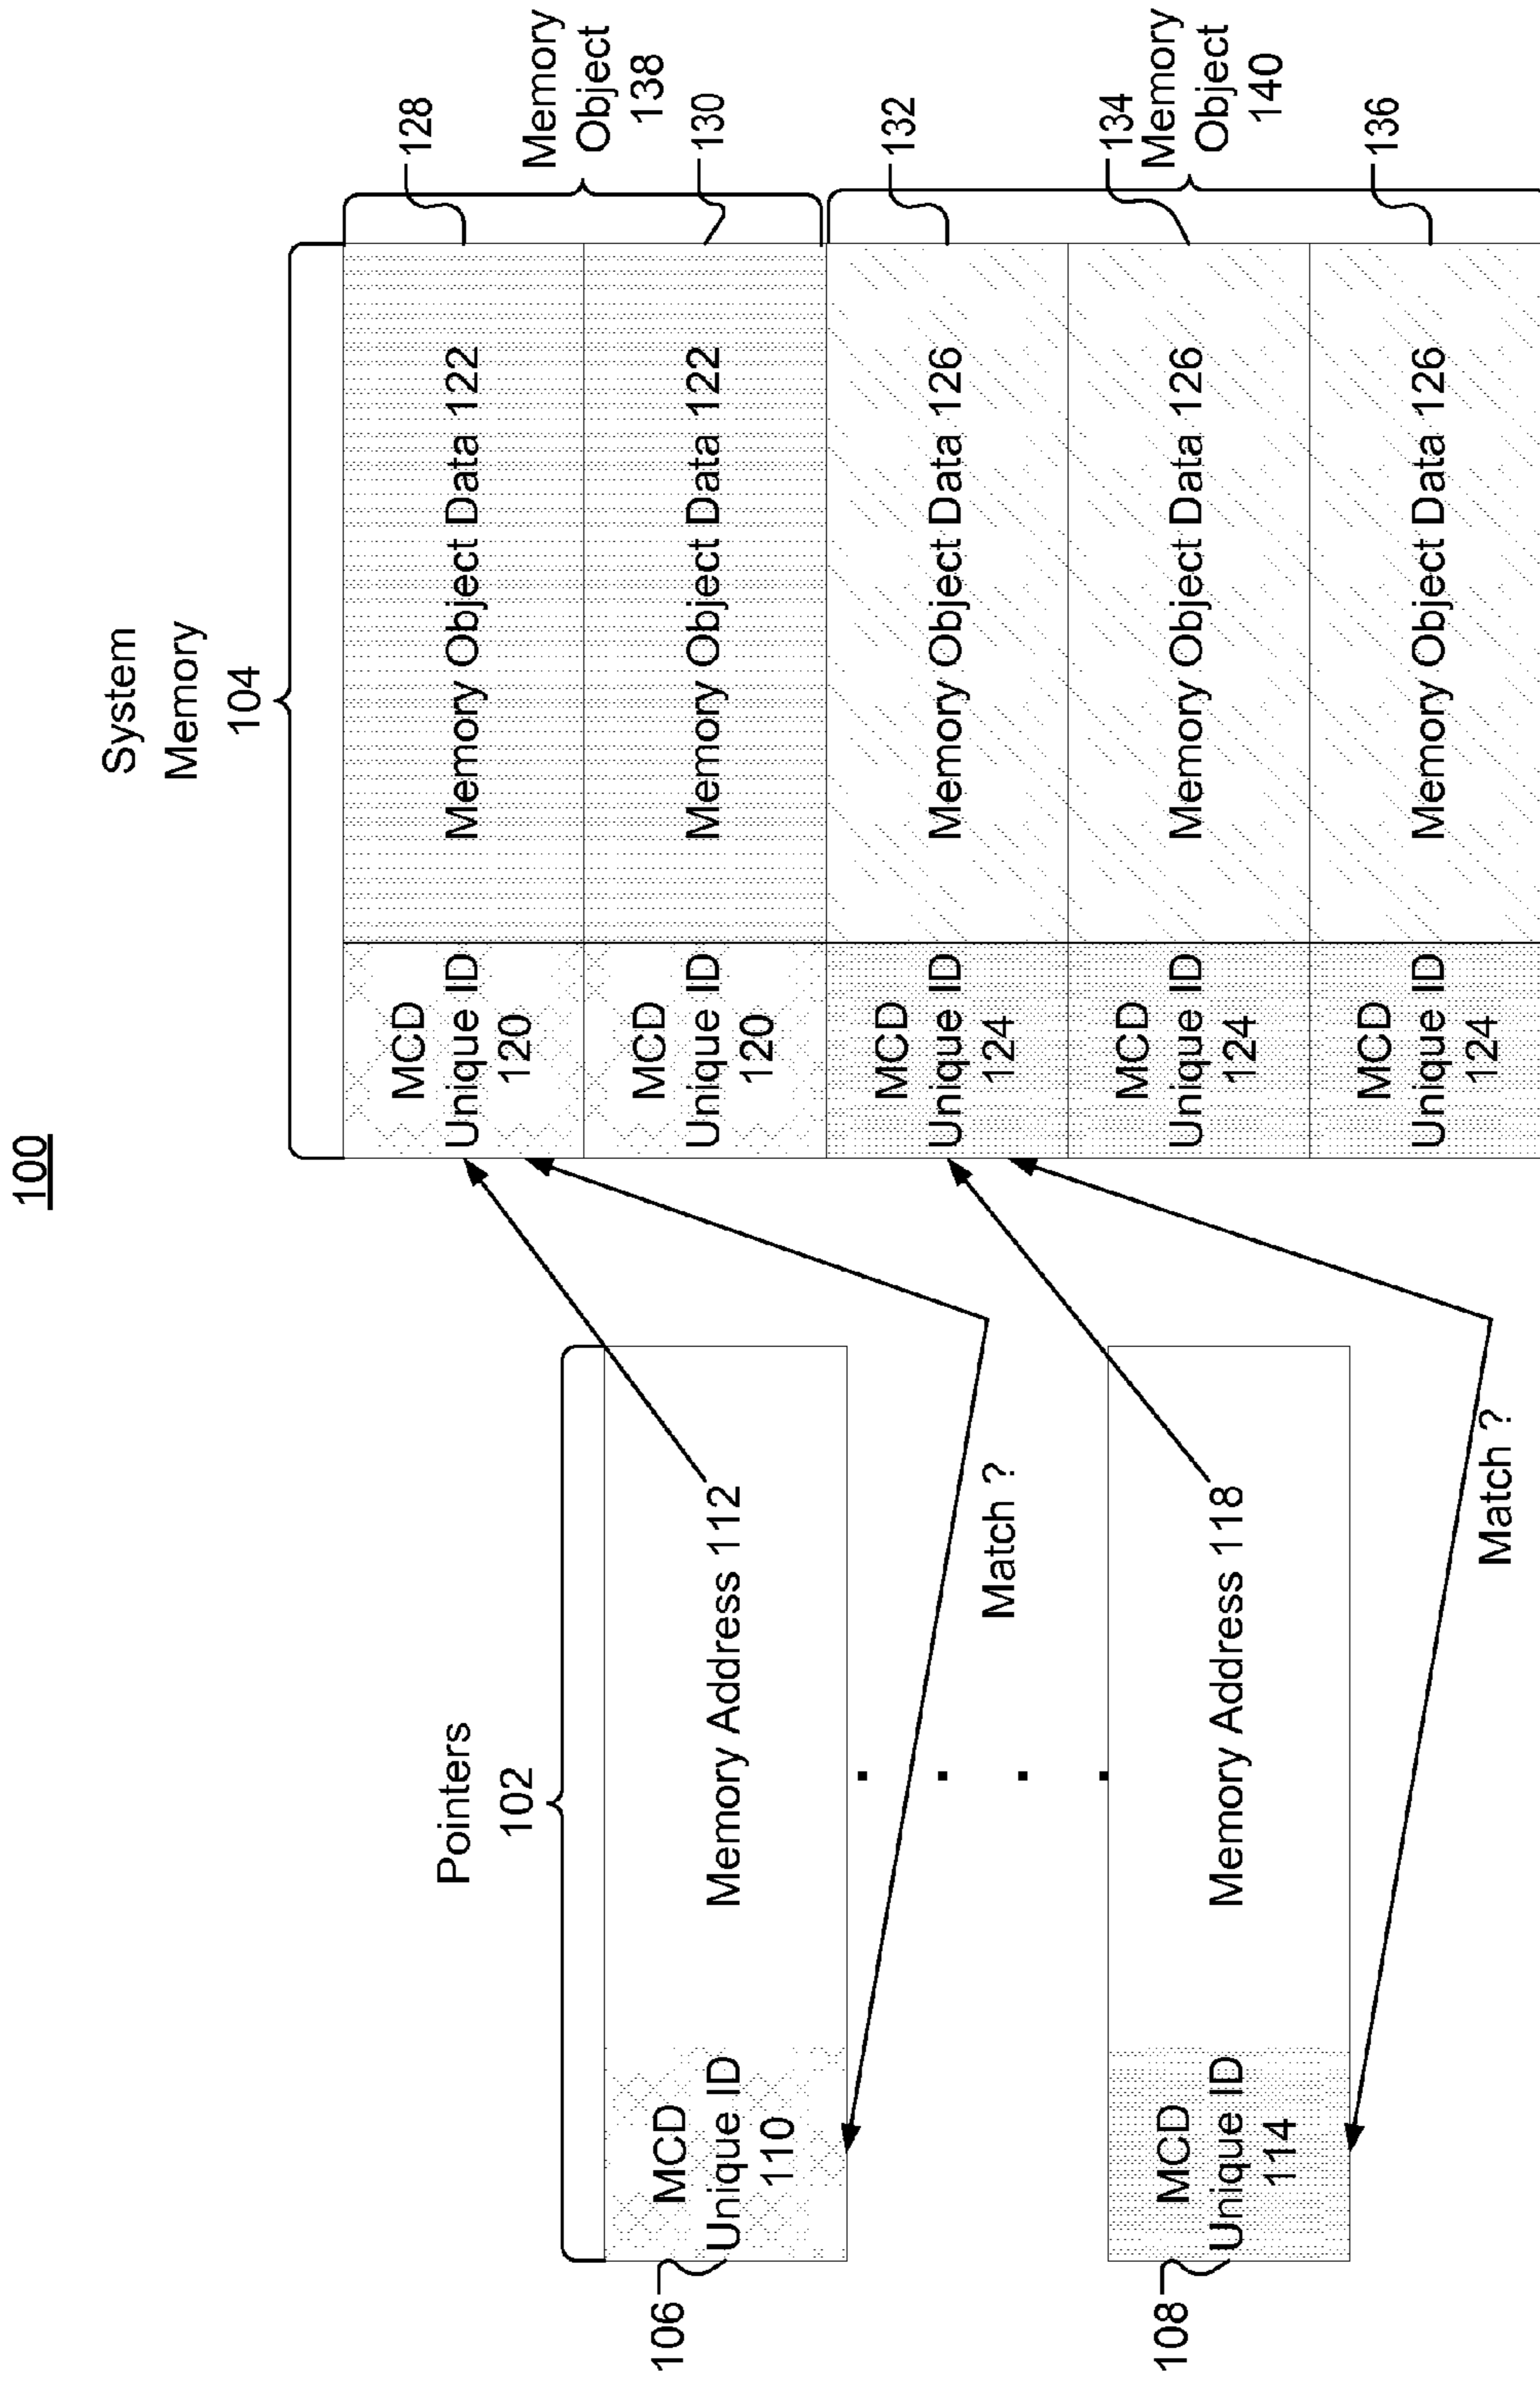 100
Pointers
102
System
Memory
104
106
MCD
Unique ID
110
Memory Address 112
Match ?
108
MCD
Unique ID
114
Memory Address 118
Match ?
MCD
Unique ID
120
Memory Object Data 122
128
MCD
Unique ID
120
Memory Object Data 122
130
Memory
Object
138
MCD
Unique ID
124
Memory Object Data 126
132
MCD
Unique ID
124
Memory Object Data 126
134
MCD
Unique ID
124
Memory Object Data 126
136
Memory
Object
140